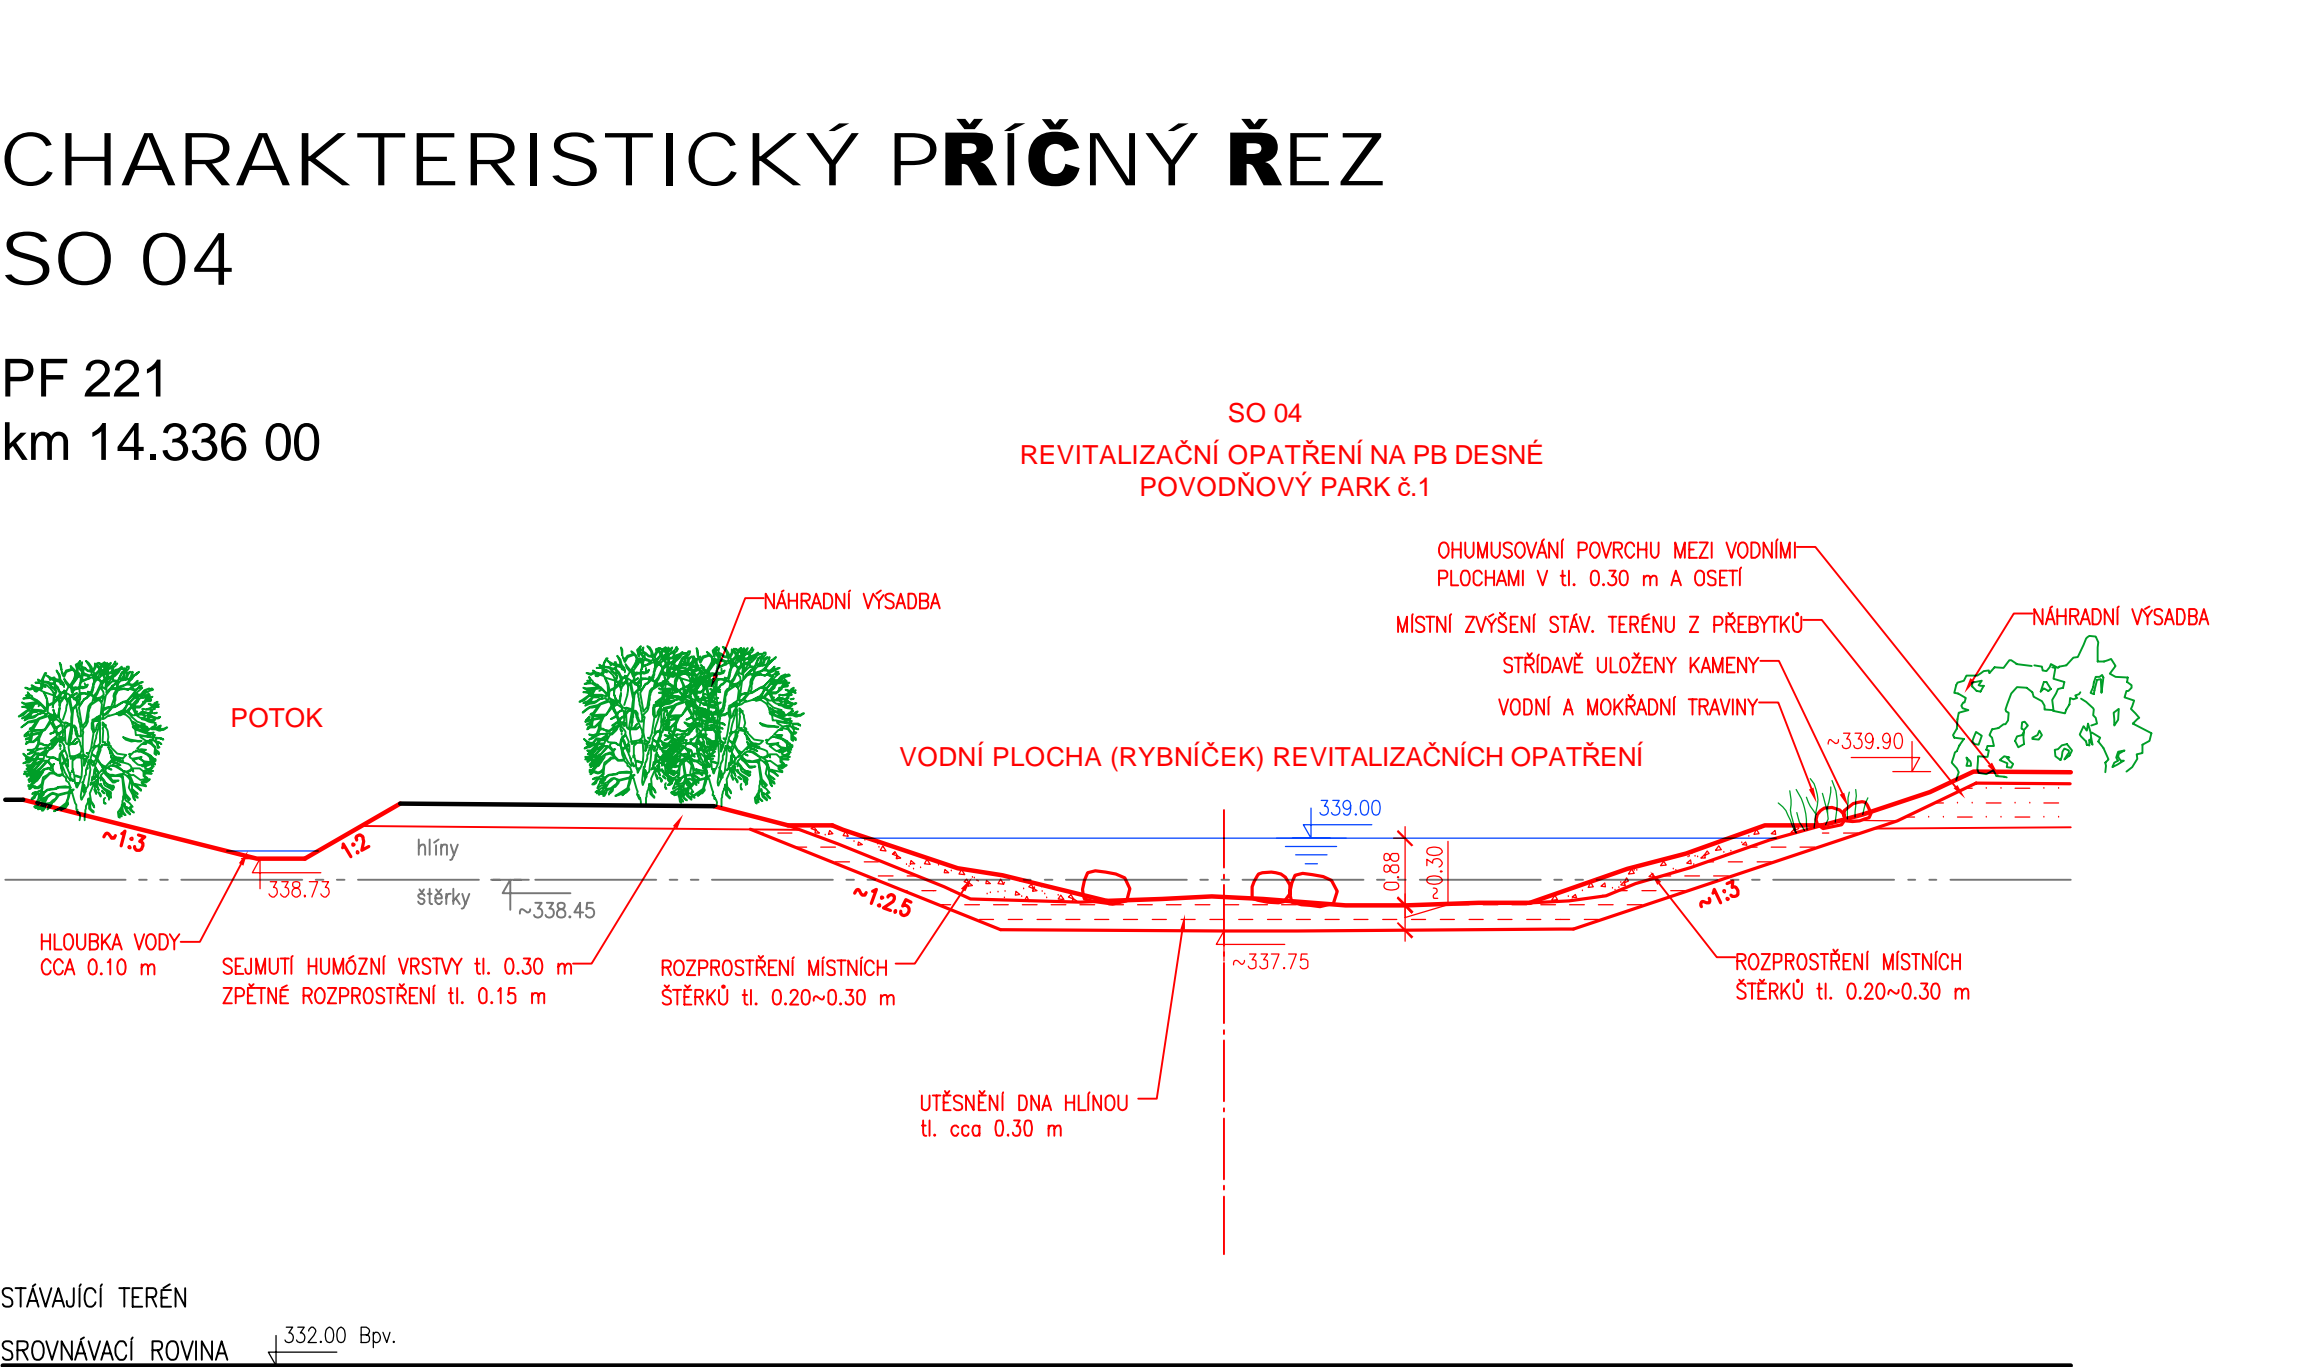 CHARAKTERISTICKÝ PŘÍČNÝ ŘEZ
SO 04
PF 221
km 14.336 00
SO 04
REVITALIZAČNÍ OPATŘENÍ NA PB DESNÉ
POVODŇOVÝ PARK č.1
OHUMUSOVÁNÍ POVRCHU MEZI VODNÍMI
PLOCHAMI V tl. 0.30 m A OSETÍ
NÁHRADNÍ VÝSADBA
MÍSTNÍ ZVÝŠENÍ STÁV. TERÉNU Z PŘEBYTKŮ
NÁHRADNÍ VÝSADBA
STŘÍDAVĚ ULOŽENY KAMENY
VODNÍ A MOKŘADNÍ TRAVINY
POTOK
VODNÍ PLOCHA (RYBNÍČEK) REVITALIZAČNÍCH OPATŘENÍ
~339.90
339.00
~1:3
1:2
hlíny
štěrky
338.73
~338.45
~1:2.5
0.88
~0.30
~1:3
~337.75
HLOUBKA VODY
CCA 0.10 m
SEJMUTÍ HUMÓZNÍ VRSTVY tl. 0.30 m
ZPĚTNÉ ROZPROSTŘENÍ tl. 0.15 m
ROZPROSTŘENÍ MÍSTNÍCH
ŠTĚRKŮ tl. 0.20~0.30 m
ROZPROSTŘENÍ MÍSTNÍCH
ŠTĚRKŮ tl. 0.20~0.30 m
UTĚSNĚNÍ DNA HLÍNOU
tl. cca 0.30 m
STÁVAJÍCÍ TERÉN
SROVNÁVACÍ ROVINA
332.00 Bpv.